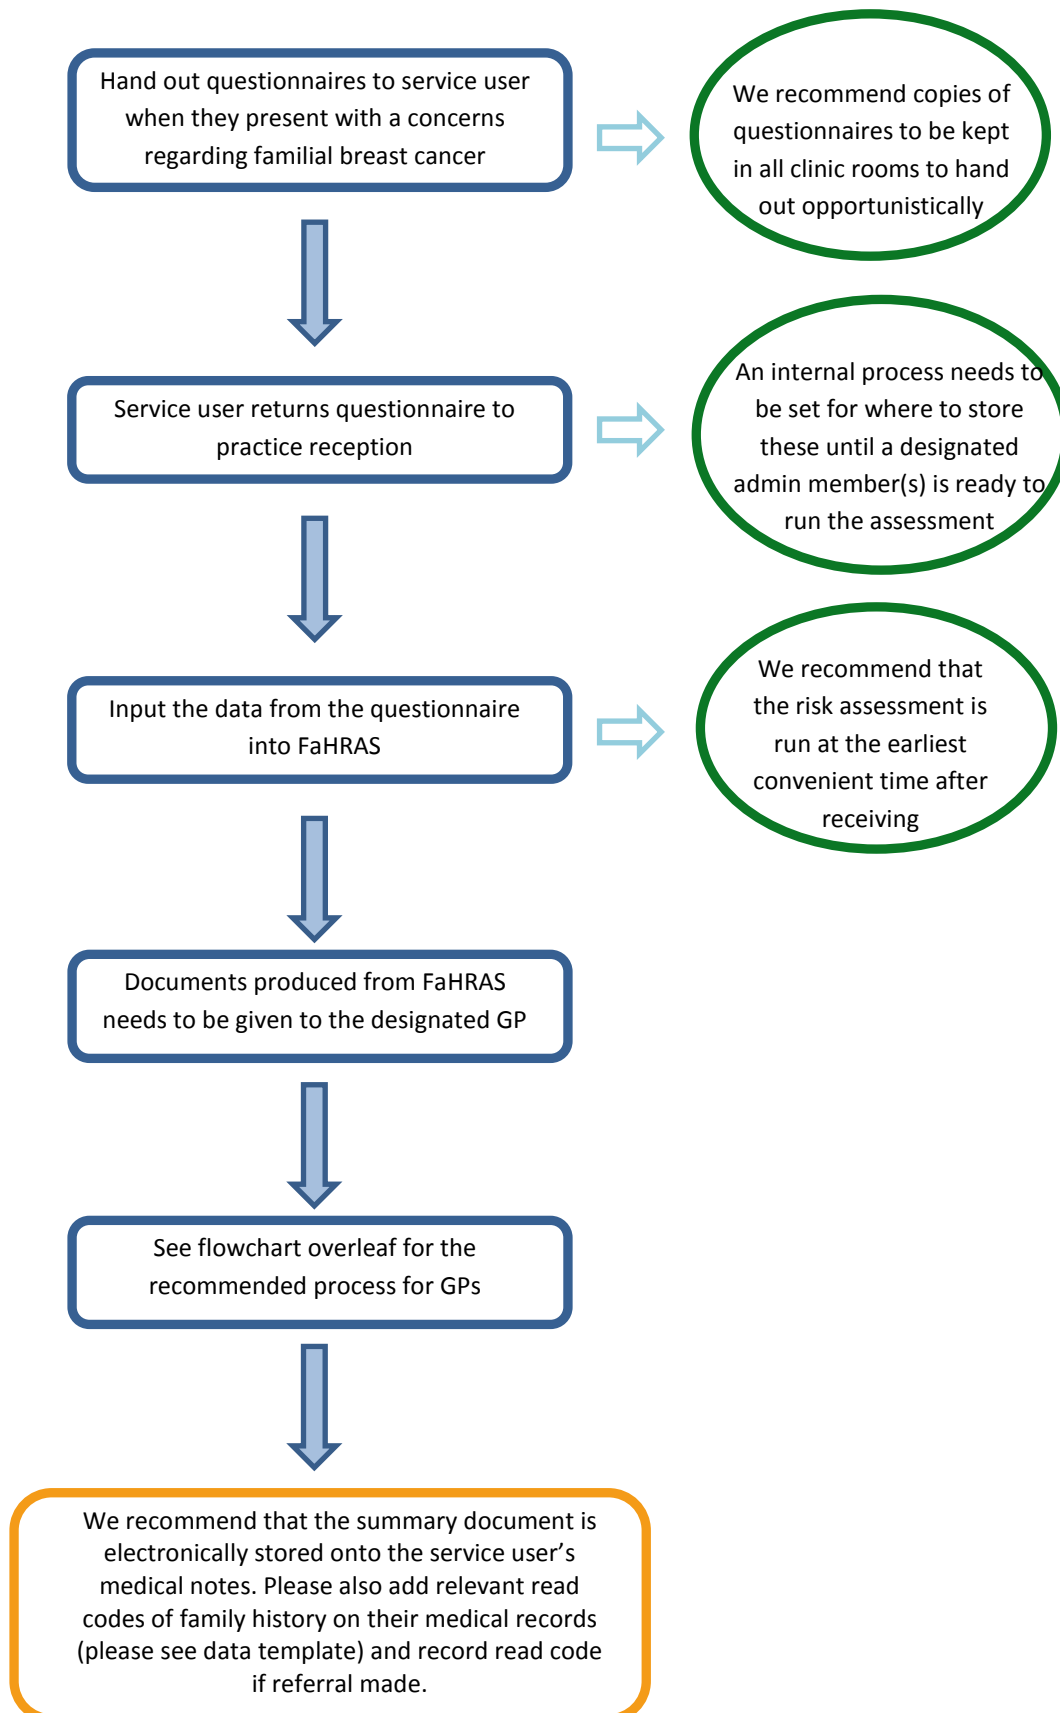 Hand out questionnaires to service user
when they present with a concerns
regarding familial breast cancer
We recommend copies of
questionnaires to be kept
in all clinic rooms to hand
out opportunistically
Service user returns questionnaire to
practice reception
An internal process needs to
be set for where to store
these until a designated
admin member(s) is ready to
run the assessment
Input the data from the questionnaire
into FaHRAS
We recommend that
the risk assessment is
run at the earliest
convenient time after
receiving
Documents produced from FaHRAS
needs to be given to the designated GP
See flowchart overleaf for the
recommended process for GPs
We recommend that the summary document is
electronically stored onto the service user’s
medical notes. Please also add relevant read
codes of family history on their medical records
(please see data template) and record read code
if referral made.